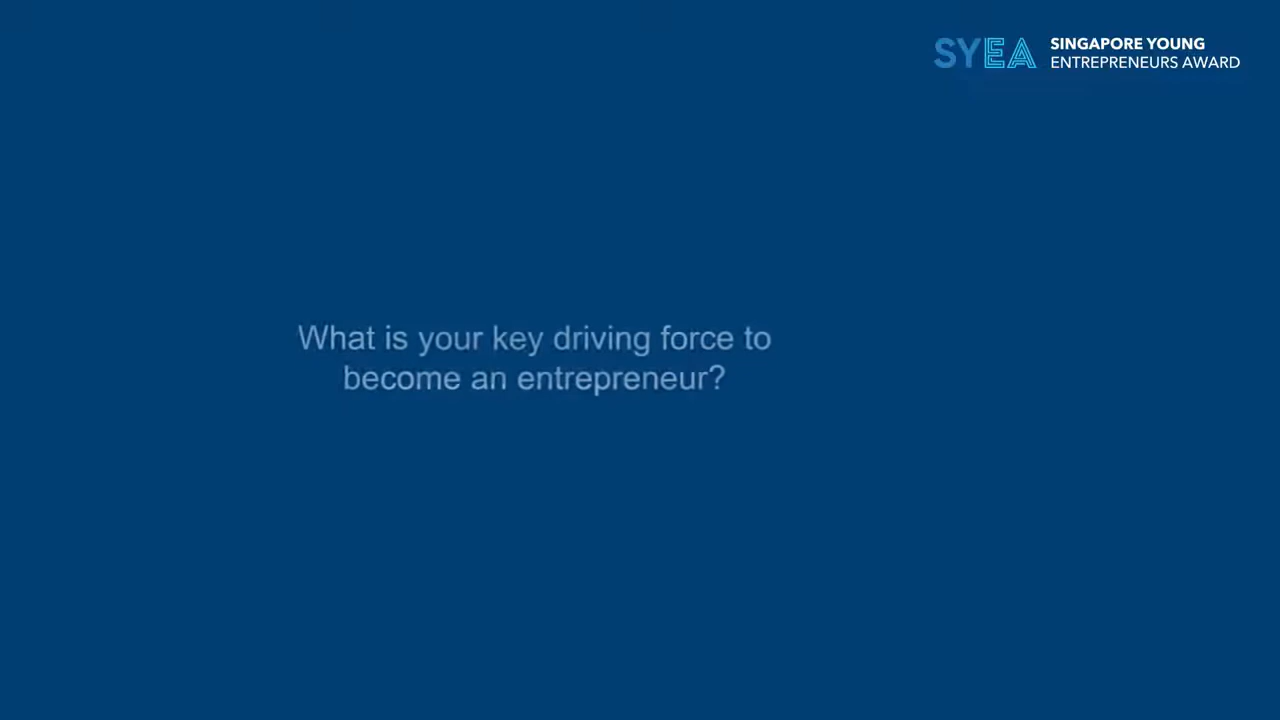 SYEA
SINGAPORE YOUNG
ENTREPRENEURS AWARD
What is your key driving force to
become an entrepreneur?